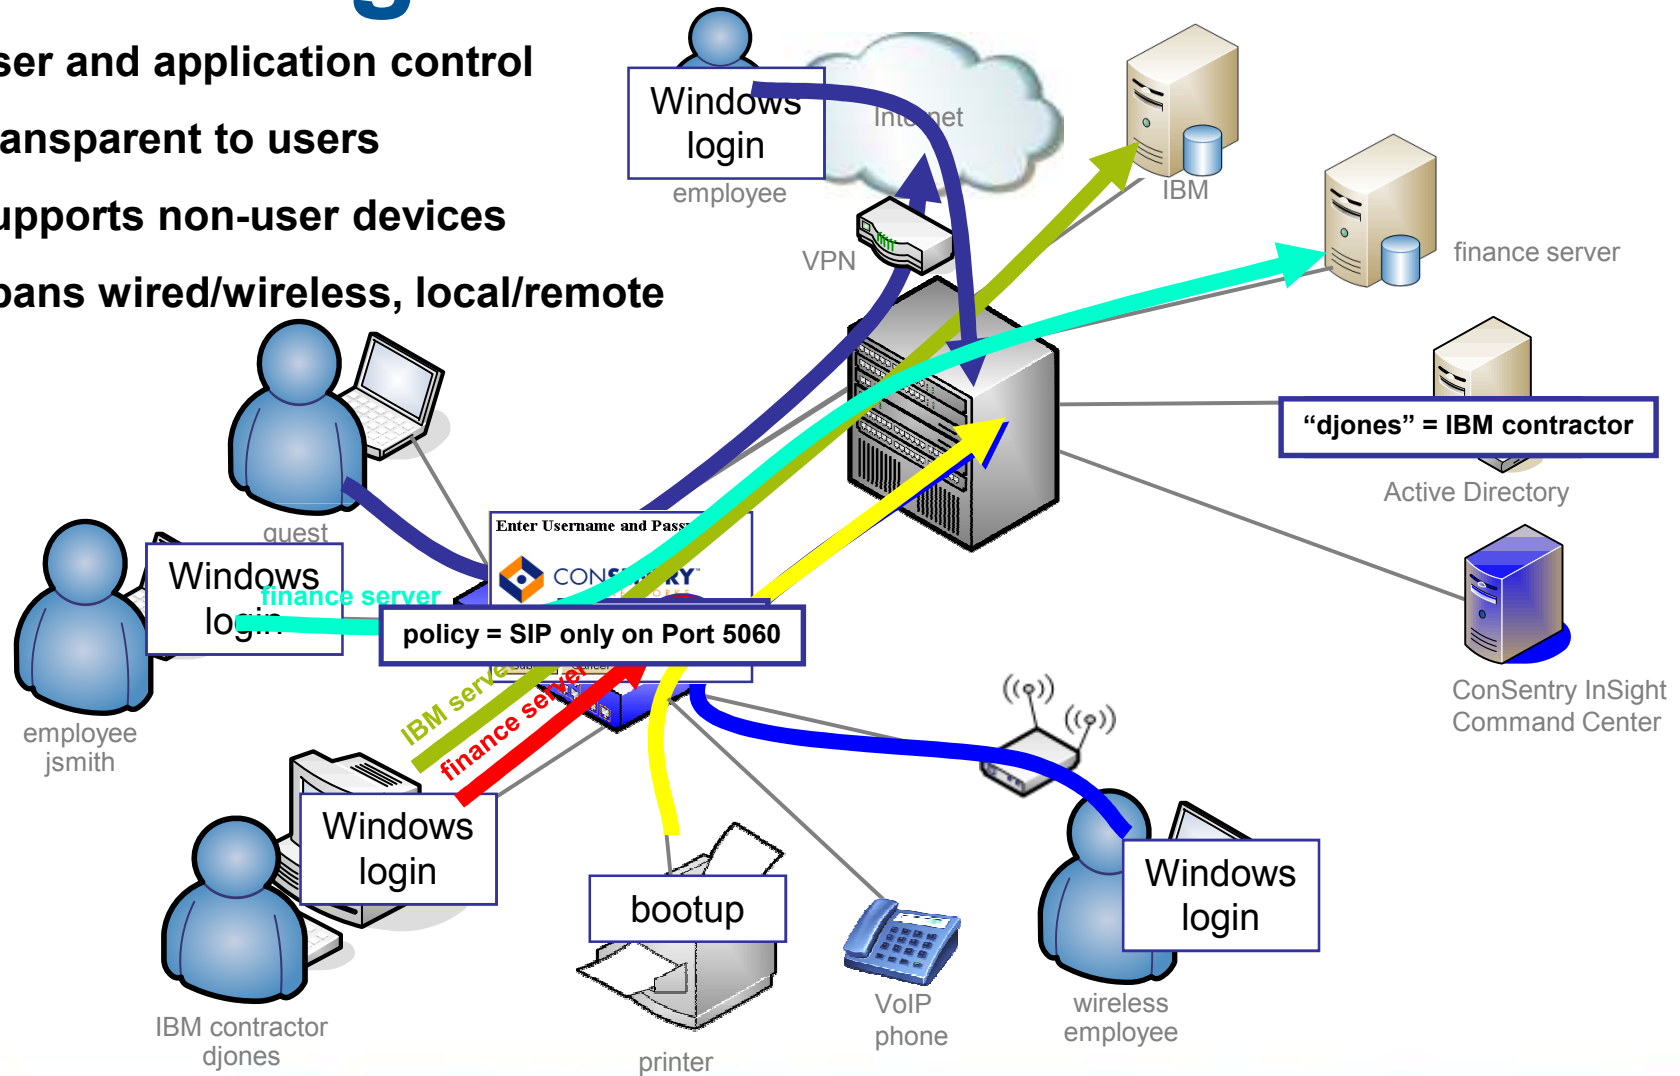 ser and application control
ansparent to users
upports non-user devices
pans wired/wireless, local/remote
Windows
login
employee
Internet
VPN
IBM
finance server
"djones" = IBM contractor
Active Directory
ConSentry InSight
Command Center
guest
Enter Username and Pass
CONSENTRY
Windows
login
finance server
policy = SIP only on Port 5060
Cancel
IBM server
finance server
employee
jsmith
Windows
login
IBM contractor
djones
bootup
printer
VoIP
phone
Windows
login
wireless
employee